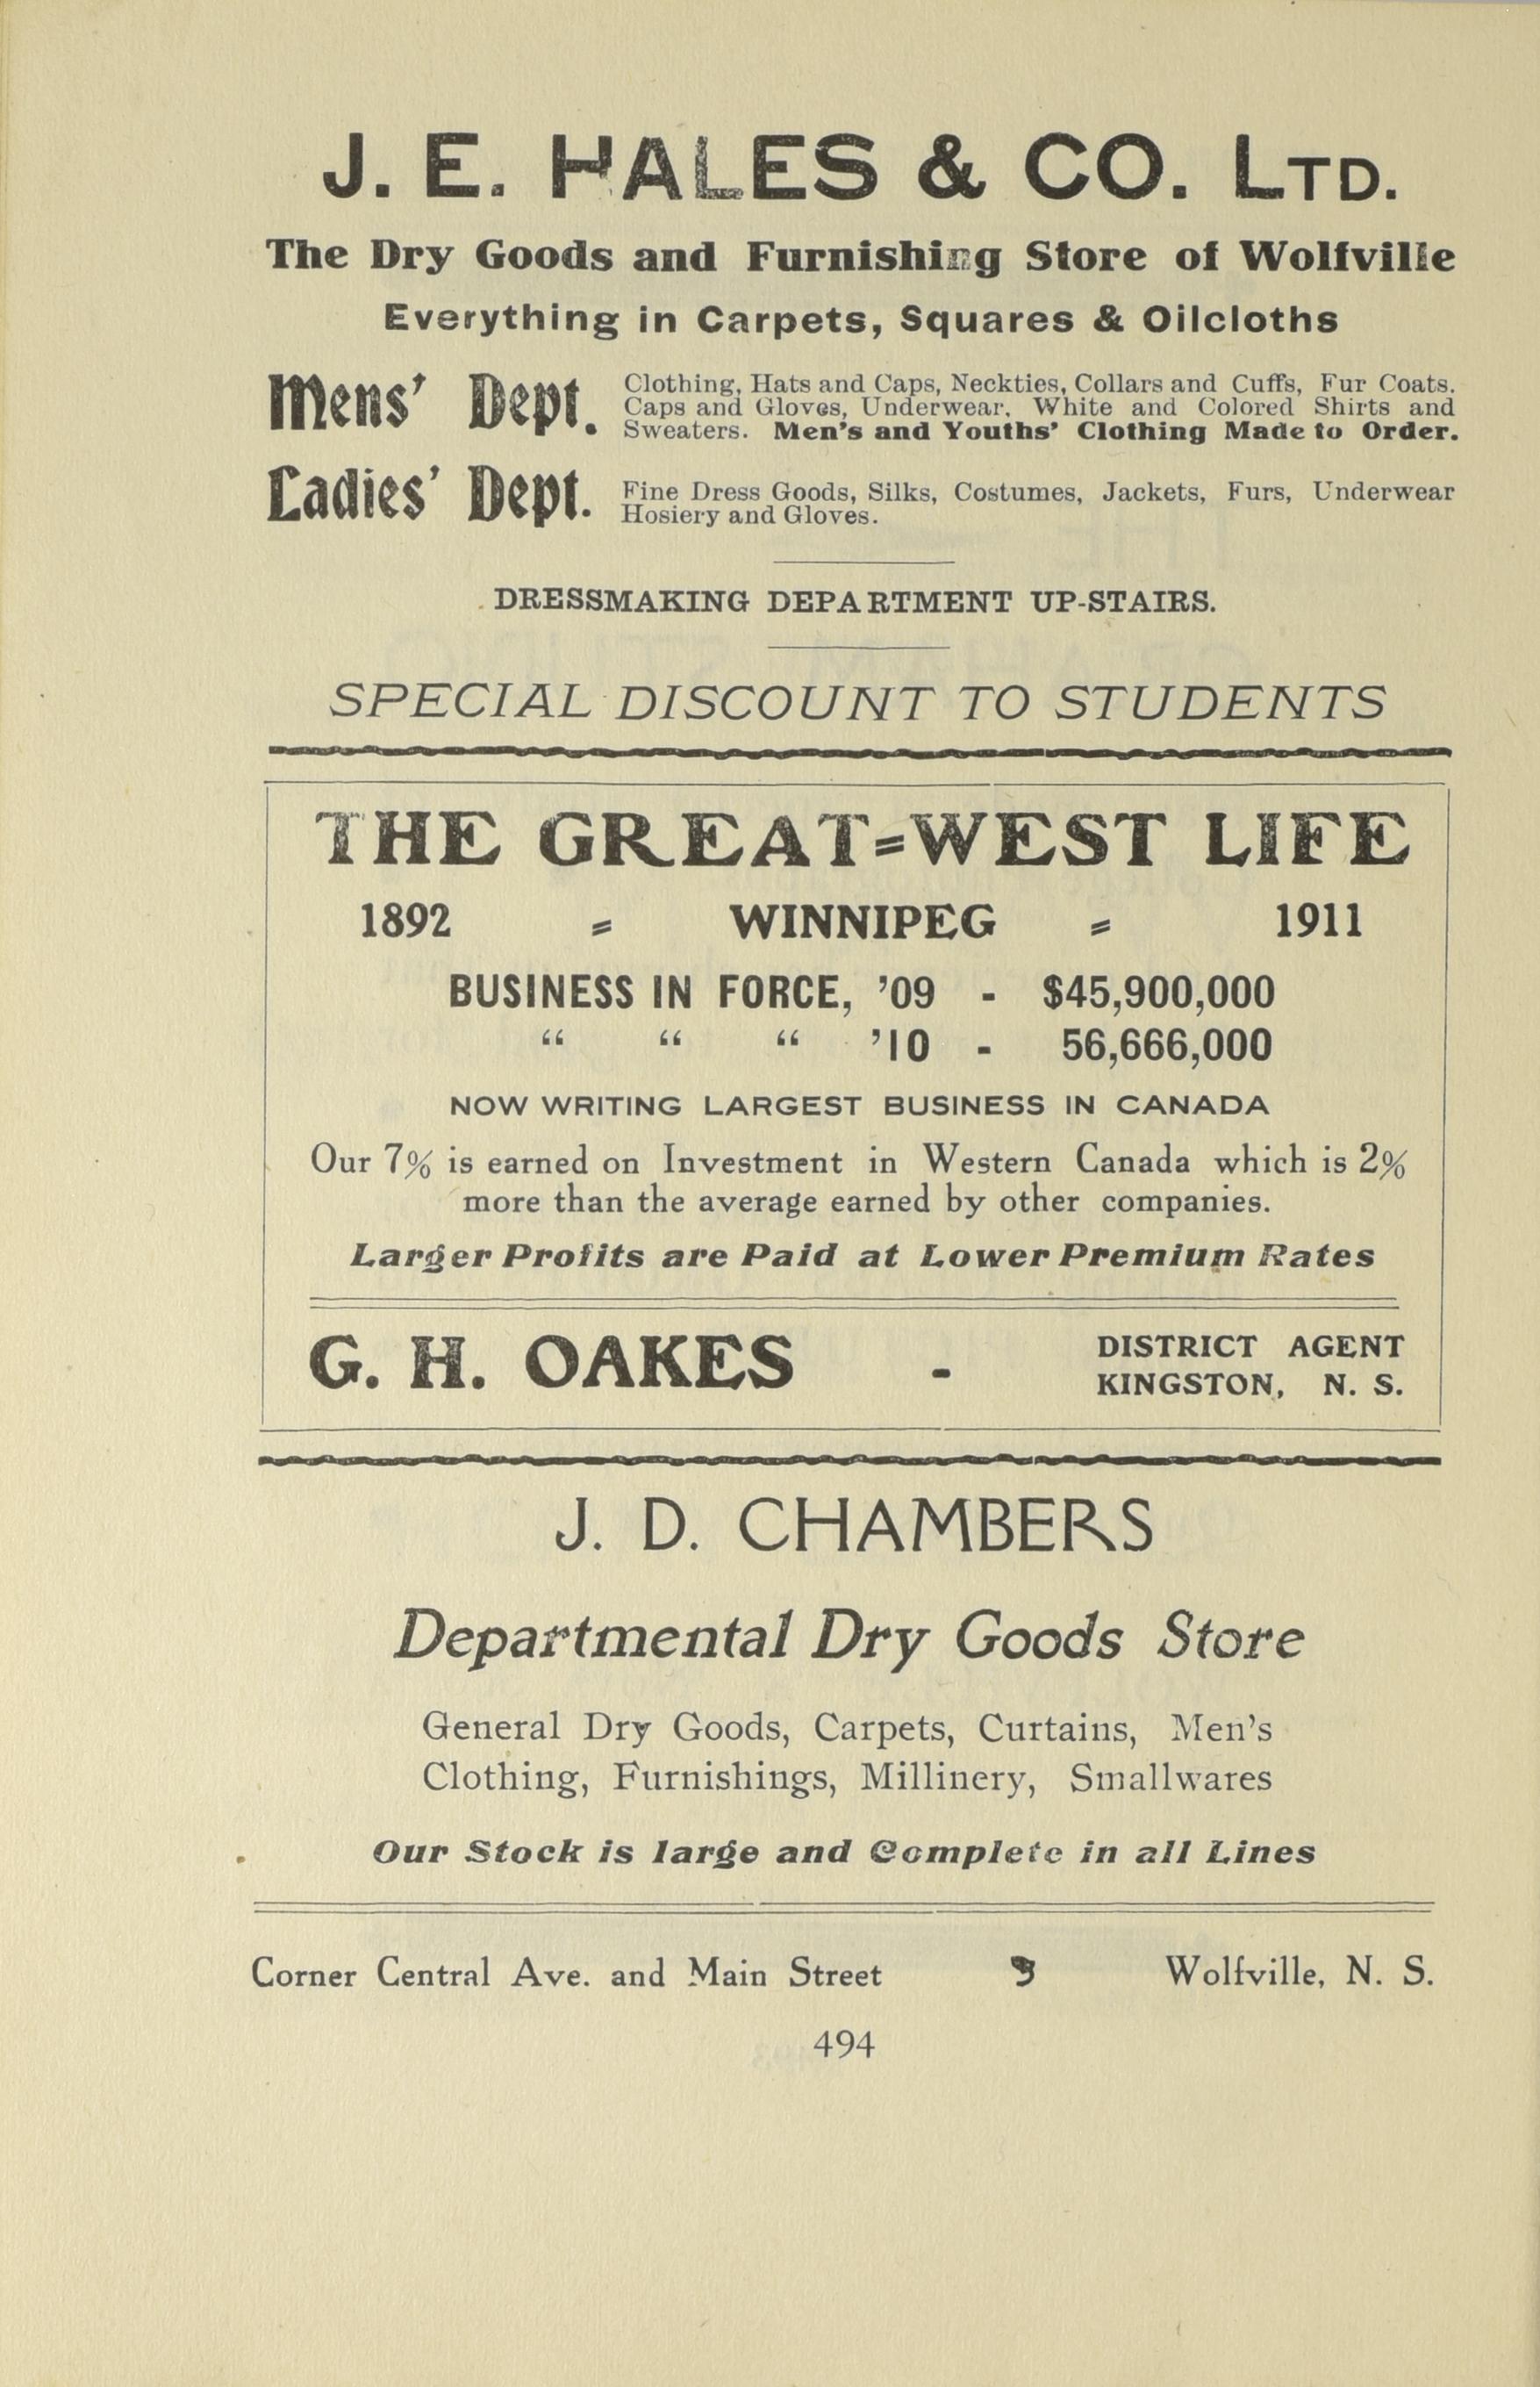 J. E. HALES & CO. LTD.
The Dry Goods and Furnishing Store of Wolfville
Everything in Carpets, Squares & Oilcloths
Mens' Dept. Clothing, Hats and Caps, Neckties, Collars and Cuffs, Fur Coats.
Caps and Gloves, Underwear, White and Colored Shirts and
Sweaters. Men's and Youths' Clothing Made to Order.
Ladies' Dept. Fine Dress Goods, Silks, Costumes, Jackets, Furs, Underwear
Hosiery and Gloves.
DRESSMAKING DEPARTMENT UP-STAIRS.
SPECIAL DISCOUNT TO STUDENTS
THE GREAT=WEST LIFE
1892 = WINNIPEG = 1911
BUSINESS IN FORCE, '09 - $45,900,000
“ “ “ '10 - 56,666,000
NOW WRITING LARGEST BUSINESS IN CANADA
Our 7% is earned on Investment in Western Canada which is 2%
more than the average earned by other companies.
Larger Profits are Paid at Lower Premium Rates
G. H. OAKES - DISTRICT AGENT
KINGSTON, N. S.
J. D. CHAMBERS
Departmental Dry Goods Store
General Dry Goods, Carpets, Curtains, Men's
Clothing, Furnishings, Millinery, Smallwares
Our Stock is large and Complete in all Lines
Corner Central Ave. and Main Street Wolfville, N. S.
494